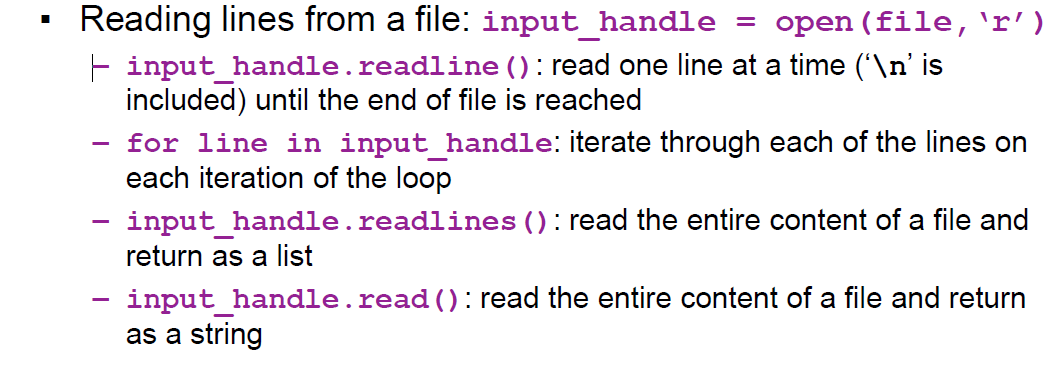 ▪ Reading lines from a file: input_handle = open(file,‘r’)
– input_handle.readline(): read one line at a time (‘\n’ is
included) until the end of file is reached
– for line in input_handle: iterate through each of the lines on
each iteration of the loop
– input_handle.readlines(): read the entire content of a file and
return as a list
– input_handle.read(): read the entire content of a file and return
as a string